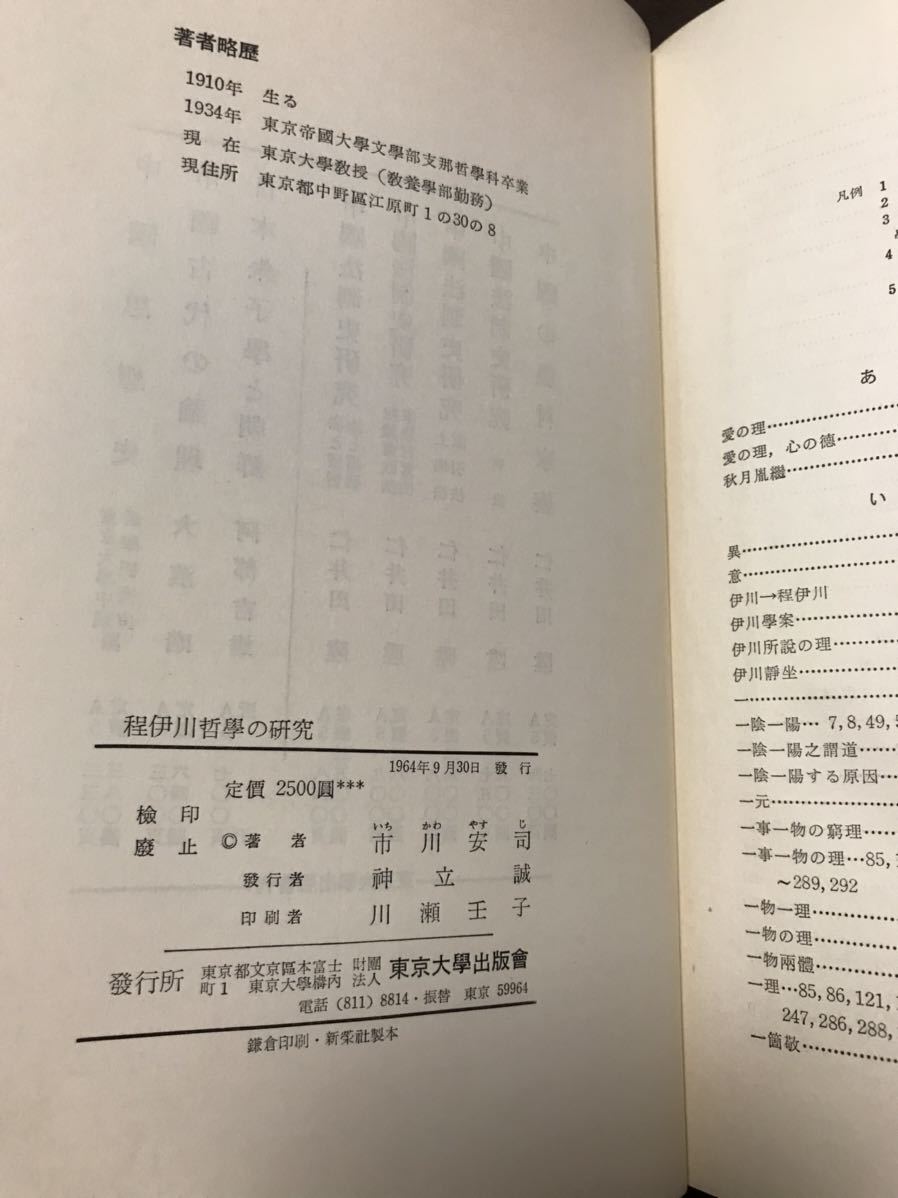 著者略歷
1910年 生る
1934年 東京帝國大學文學部支那哲學科卒業
現在 東京大學教授（敎養學部勤務）
現住所 東京都中野區江原町1の30の8
程伊川哲學の研究
1964年9月30日 發行
定價 2500圓***
檢印
廢止
いち かわ やす じ
©著者 市川安司
發行者 神立誠
印刷者 川瀨壬子
發行所 東京都文京區本富士町1 東京大學構內 財團法人 東京大學出版會
電話 (811) 8814・振替 東京 59964
鎌倉印刷・新栄社製本
凡例 1
2
3
4
5
あ
愛の理
愛の理，心の德
秋月胤繼
い
異
意
伊川→程伊川
伊川學案
伊川所說の理
伊川靜坐
一
一陰一陽… 7, 8, 49,
一陰一陽之謂道
一陰一陽する原因
一元
一事一物の窮理
一事一物の理…85,
～289, 292
一物一理
一物の理
一物兩體
一理…85, 86, 121,
247, 286, 288,
一箇敬